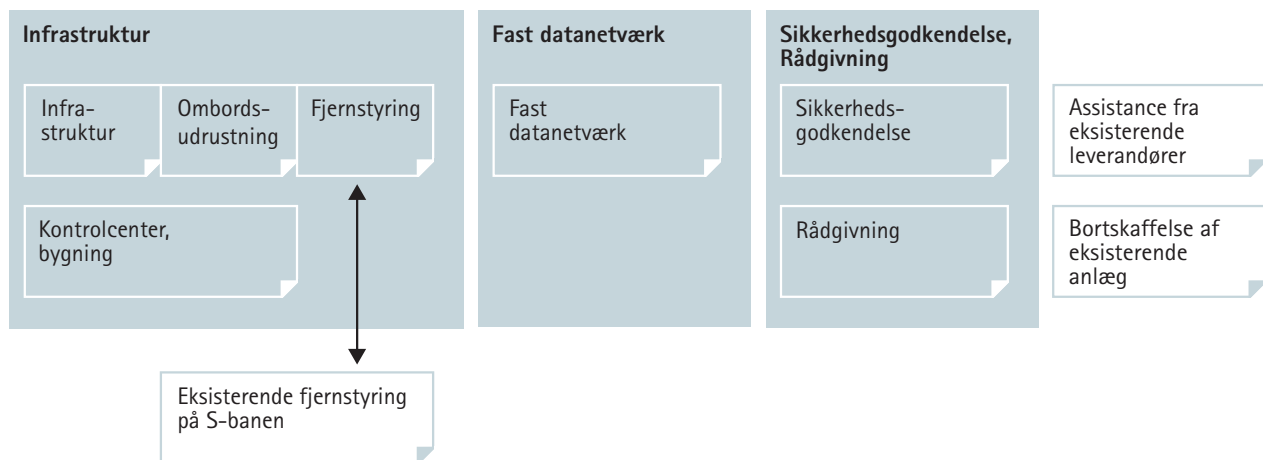 Infrastruktur
Infra-
struktur
Ombords-
udrustning
Fjernstyring
Kontrolcenter,
bygning
Eksisterende fjernstyring
på S-banen
Fast datanetværk
Fast
datanetværk
Sikkerhedsgodkendelse,
Rådgivning
Sikkerheds-
godkendelse
Rådgivning
Assistance fra
eksisterende
leverandører
Bortskaffelse af
eksisterende
anlæg